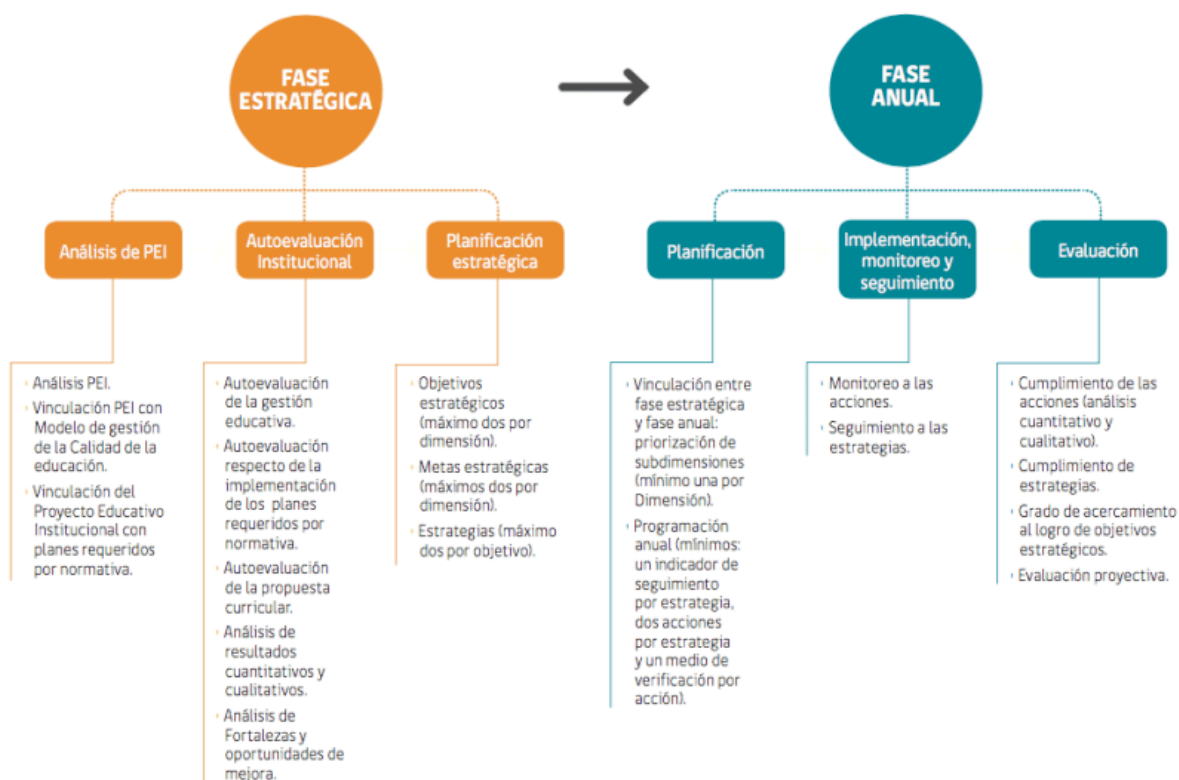 FASE
ESTRATÉGICA
FASE
ANUAL
Análisis de PEI
Autoevaluación
Institucional
Planificación
estratégica
Planificación
Implementación,
monitoreo y
seguimiento
Evaluación
Análisis PEI.
Vinculación PEI con
Modelo de gestión
de la Calidad de la
educación.
Vinculación del
Proyecto Educativo
Institucional con
planes requeridos
por normativa.
Autoevaluación
de la gestión
educativa.
Autoevaluación
respecto de la
implementación
de los planes
requeridos por
normativa.
Autoevaluación
de la propuesta
curricular.
Análisis de
resultados
cuantitativos y
cualitativos.
Análisis de
Fortalezas y
oportunidades de
mejora.
Objetivos
estratégicos
(máximo dos por
dimensión).
Metas estratégicas
(máximos dos por
dimensión).
Estrategias (máximo
dos por objetivo).
Vinculación entre
fase estratégica
y fase anual:
priorización de
subdimensiones
(mínimo una por
Dimensión).
Programación
anual (mínimos:
un indicador de
seguimiento
por estrategia,
dos acciones
por estrategia
y un medio de
verificación por
acción).
Monitoreo a las
acciones.
Seguimiento a las
estrategias.
Cumplimiento de las
acciones (análisis
cuantitativo y
cualitativo).
Cumplimiento de
estrategias.
Grado de acercamiento
al logro de objetivos
estratégicos.
Evaluación proyectiva.